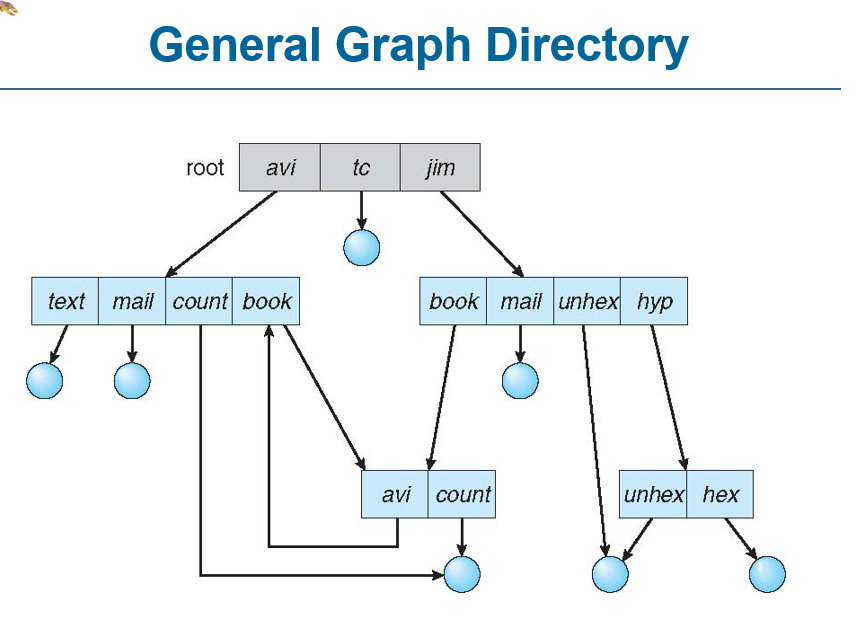 General Graph Directory
root avi tc jim
text mail count book book mail unhex hyp
avi count unhex hex